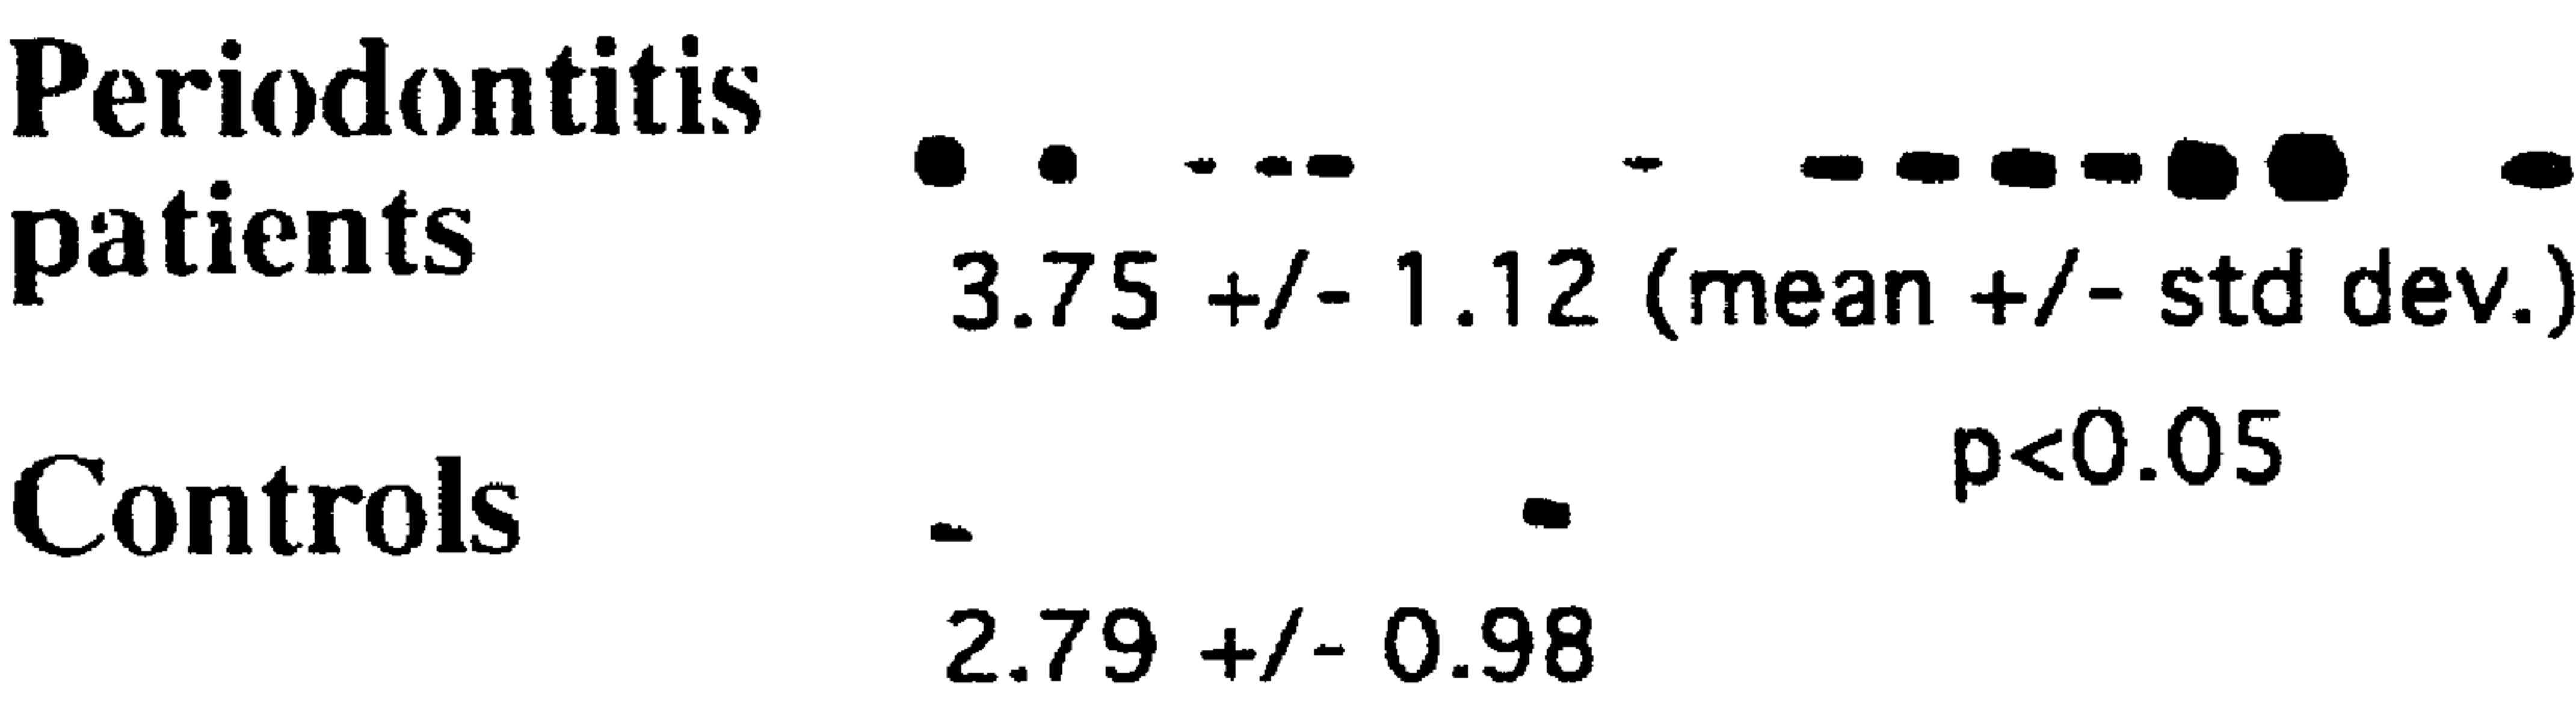 Periodontitis
patients
3.75 +/- 1.12 (mean +/- std dev.)
p<0.05
Controls
2.79 +/- 0.98